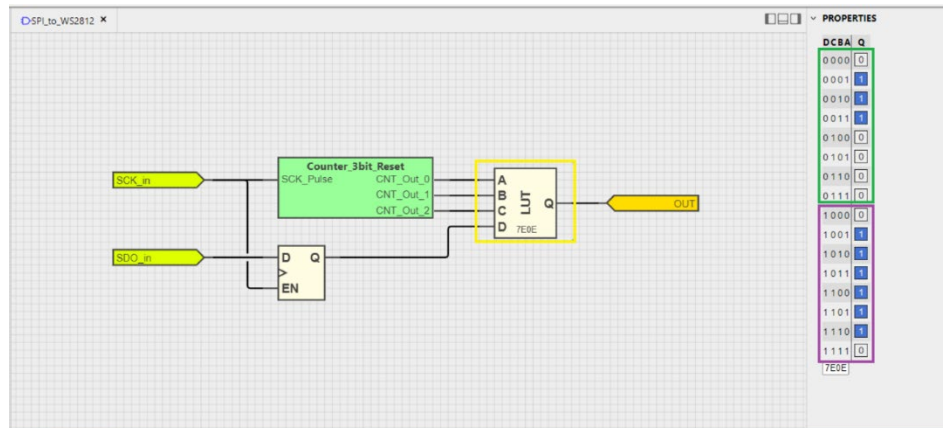 SPI_to_WS2812 ×
PROPERTIES
DCBA Q
0000 0
0001 1
0010 1
0011 1
0100 0
0101 0
0110 0
0111 0
1000 0
1001 1
1010 1
1011 1
1100 1
1101 1
1110 1
1111 0
7E0E
Counter_3bit_Reset
SCK_in
SCK_Pulse CNT_Out_0
CNT_Out_1
CNT_Out_2
A
B
C
D
LUT
Q
7E0E
OUT
SDO_in
D Q
EN